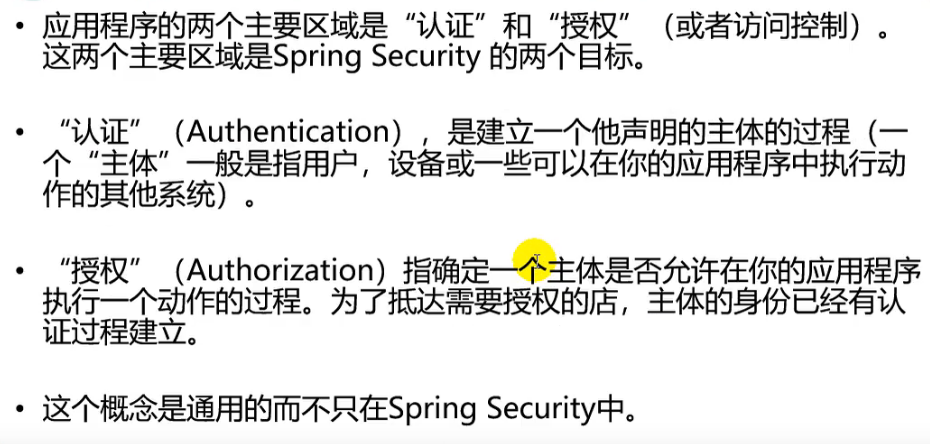 • 应用程序的两个主要区域是“认证”和“授权”（或者访问控制）。
这两个主要区域是Spring Security 的两个目标。
• “认证”（Authentication），是建立一个他声明的主体的过程（一
个“主体”一般是指用户，设备或一些可以在你的应用程序中执行动
作的其他系统）。
• “授权”（Authorization）指确定一个主体是否允许在你的应用程序
执行一个动作的过程。为了抵达需要授权的店，主体的身份已经有认
证过程建立。
• 这个概念是通用的而不只在Spring Security中。